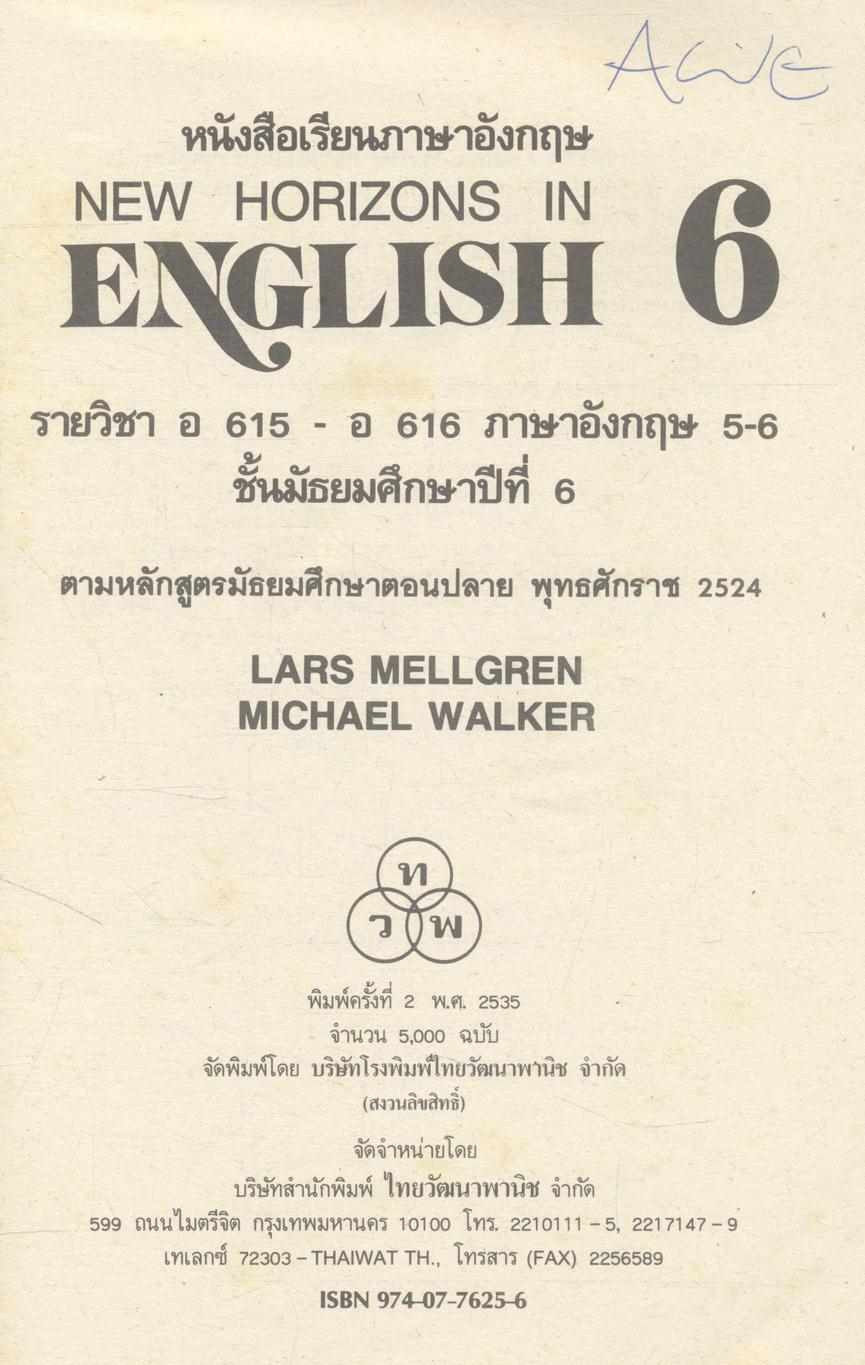 AWE
หนังสือเรียนภาษาอังกฤษ
NEW HORIZONS IN
ENGLISH 6
รายวิชา อ 615 - อ 616 ภาษาอังกฤษ 5-6
ชั้นมัธยมศึกษาปีที่ 6
ตามหลักสูตรมัธยมศึกษาตอนปลาย พุทธศักราช 2524
LARS MELLGREN
MICHAEL WALKER
ท
ว พ
พิมพ์ครั้งที่ 2 พ.ศ. 2535
จำนวน 5,000 ฉบับ
จัดพิมพ์โดย บริษัทโรงพิมพ์ไทยวัฒนาพานิช จำกัด
(สงวนลิขสิทธิ์)
จัดจำหน่ายโดย
บริษัทสำนักพิมพ์ ไทยวัฒนาพานิช จำกัด
599 ถนนไมตรีจิต กรุงเทพมหานคร 10100 โทร. 2210111 – 5, 2217147 – 9
เทเลกซ์ 72303 – THAIWAT TH., โทรสาร (FAX) 2256589
ISBN 974-07-7625-6